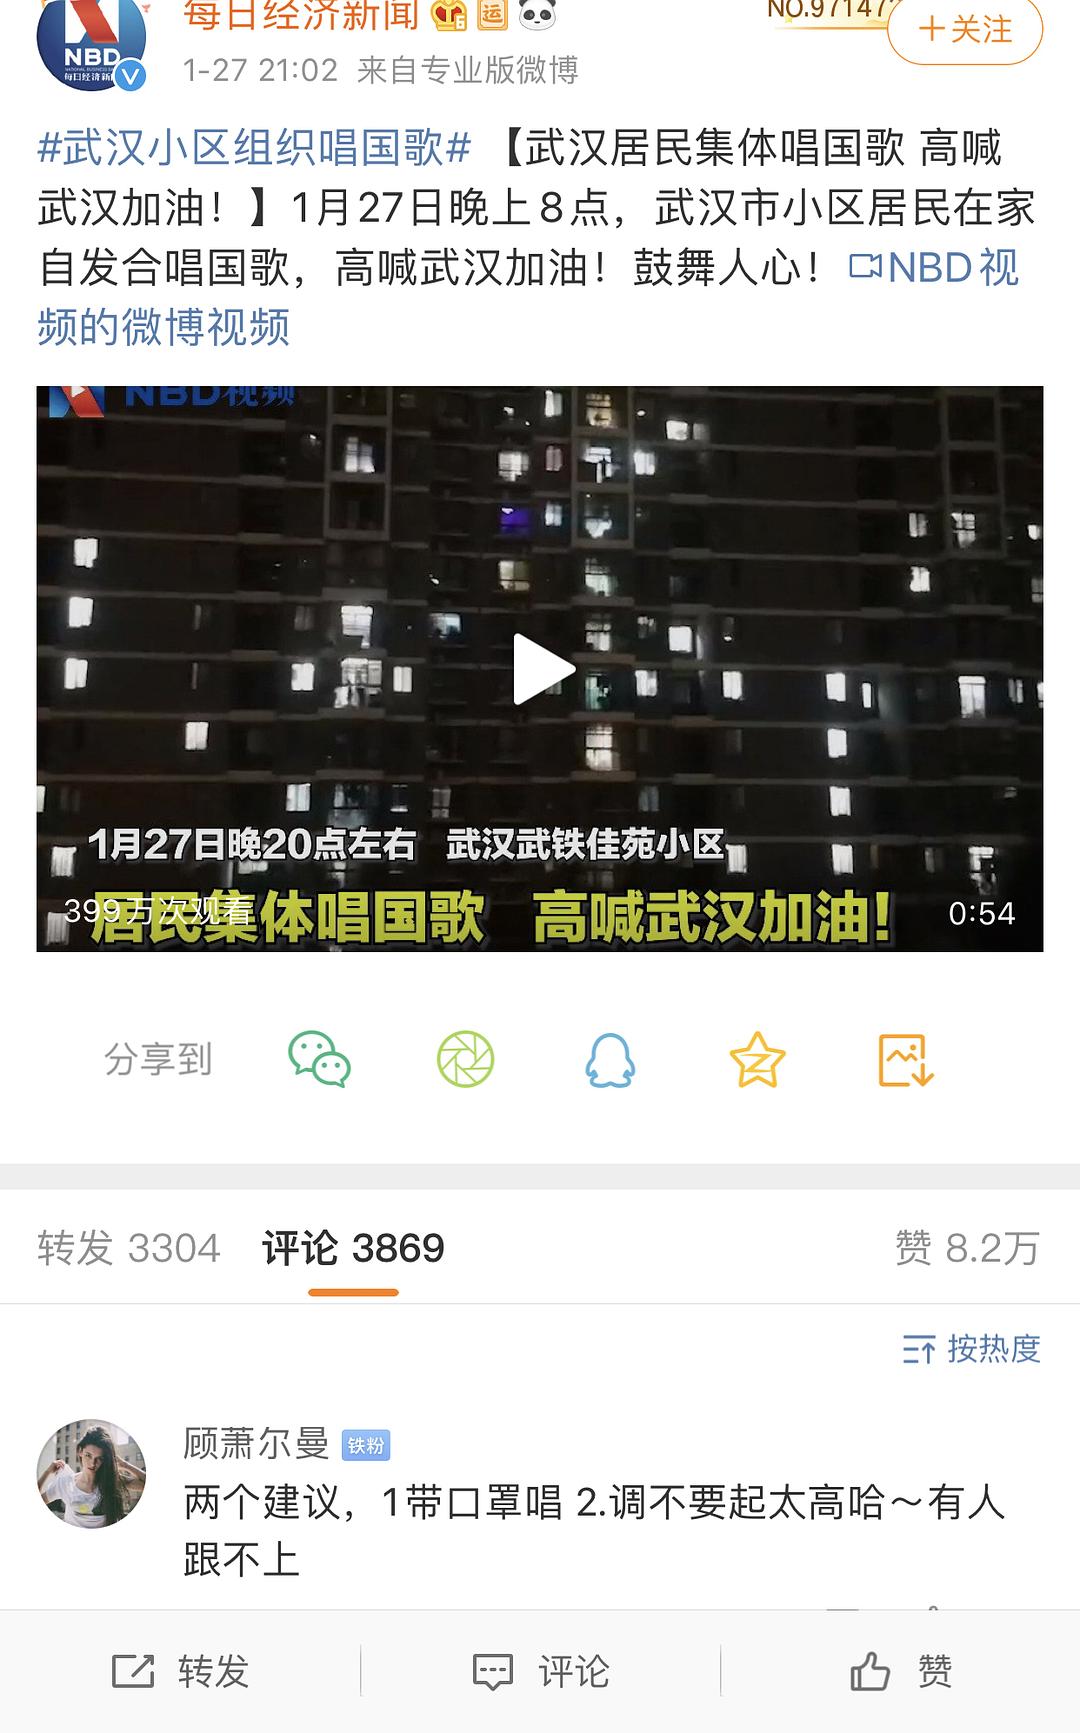 每日经济新闻
NBD
每日经济新闻
运
NO.97147
+关注
1-27 21:02 来自专业版微博
#武汉小区组织唱国歌# 【武汉居民集体唱国歌 高喊
武汉加油！】1月27日晚上8点，武汉市小区居民在家
自发合唱国歌，高喊武汉加油！鼓舞人心！ NBD视
频的微博视频
NBD视频
1月27日晚20点左右 武汉武铁佳苑小区
居民集体唱国歌 高喊武汉加油！
399万次观看
0:54
分享到
转发 3304 评论 3869 赞 8.2万
按热度
顾萧尔曼 铁粉
两个建议，1带口罩唱 2.调不要起太高哈～有人
跟不上
转发 评论 赞